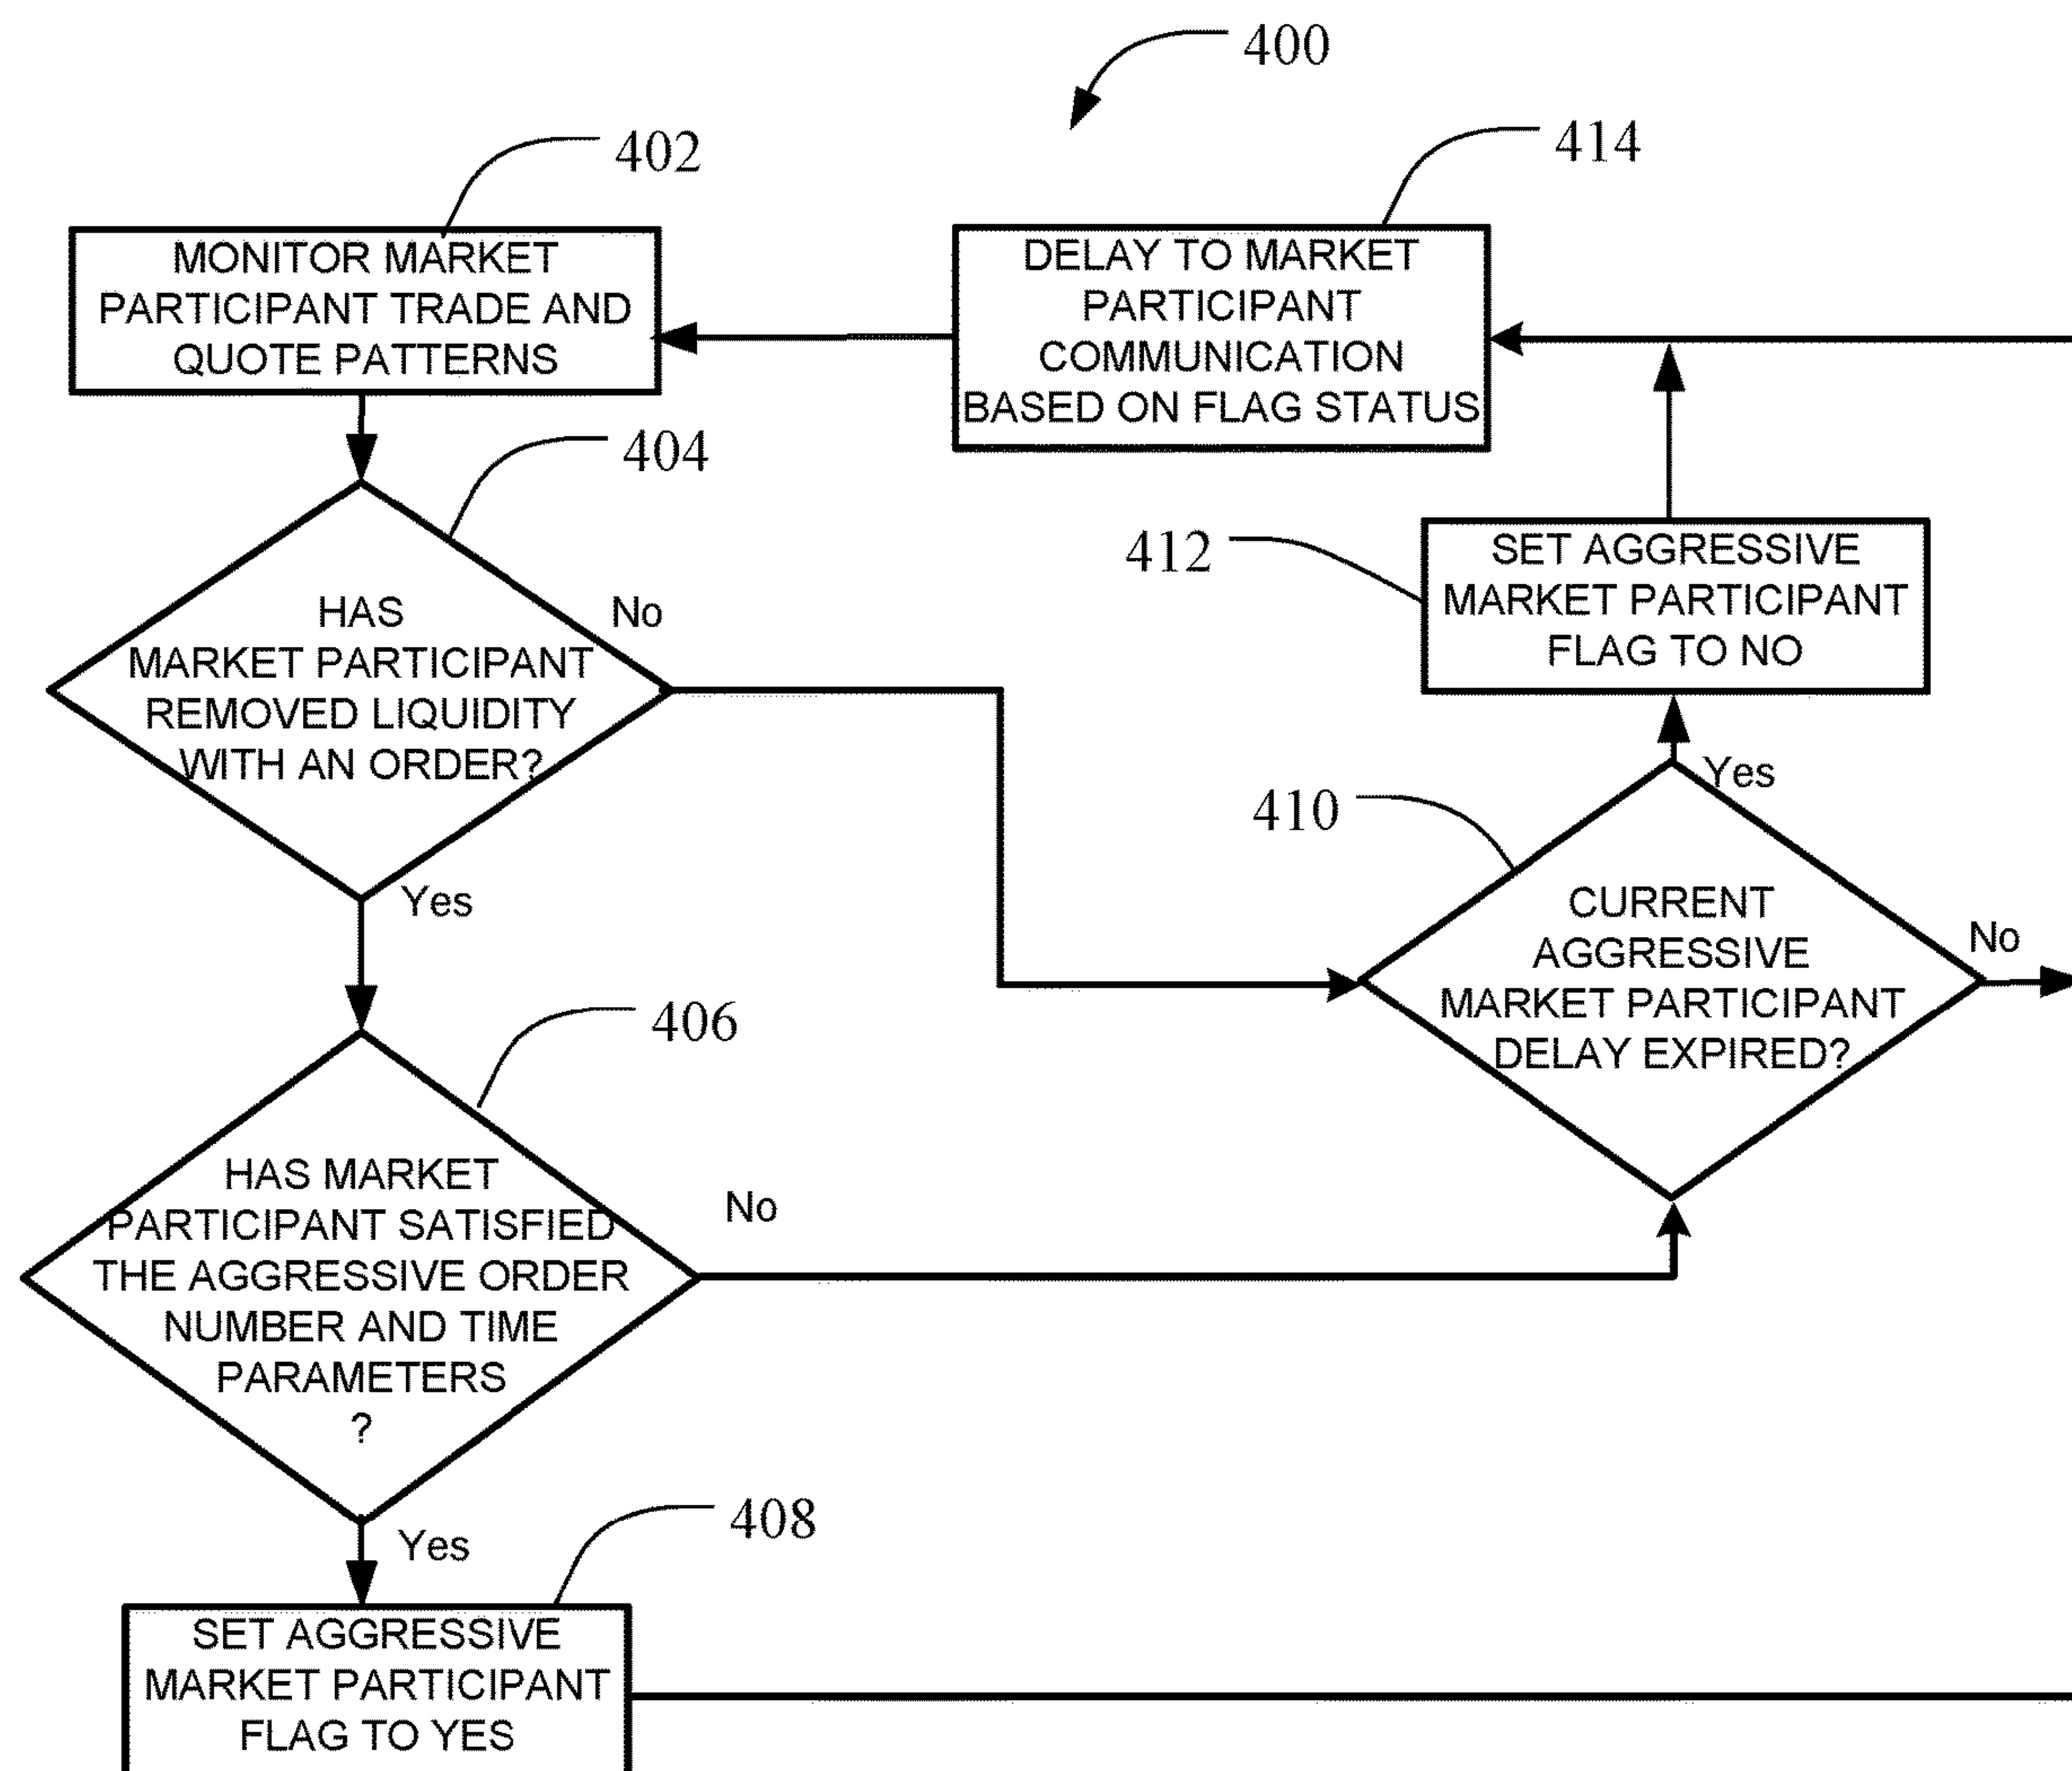 400
402
414
MONITOR MARKET
PARTICIPANT TRADE AND
QUOTE PATTERNS
DELAY TO MARKET
PARTICIPANT
COMMUNICATION
BASED ON FLAG STATUS
404
412
SET AGGRESSIVE
MARKET PARTICIPANT
FLAG TO NO
HAS
MARKET PARTICIPANT
REMOVED LIQUIDITY
WITH AN ORDER?
No
Yes
410
Yes
CURRENT
AGGRESSIVE
MARKET PARTICIPANT
DELAY EXPIRED?
No
406
HAS MARKET
PARTICIPANT SATISFIED
THE AGGRESSIVE ORDER
NUMBER AND TIME
PARAMETERS
?
No
Yes
408
SET AGGRESSIVE
MARKET PARTICIPANT
FLAG TO YES